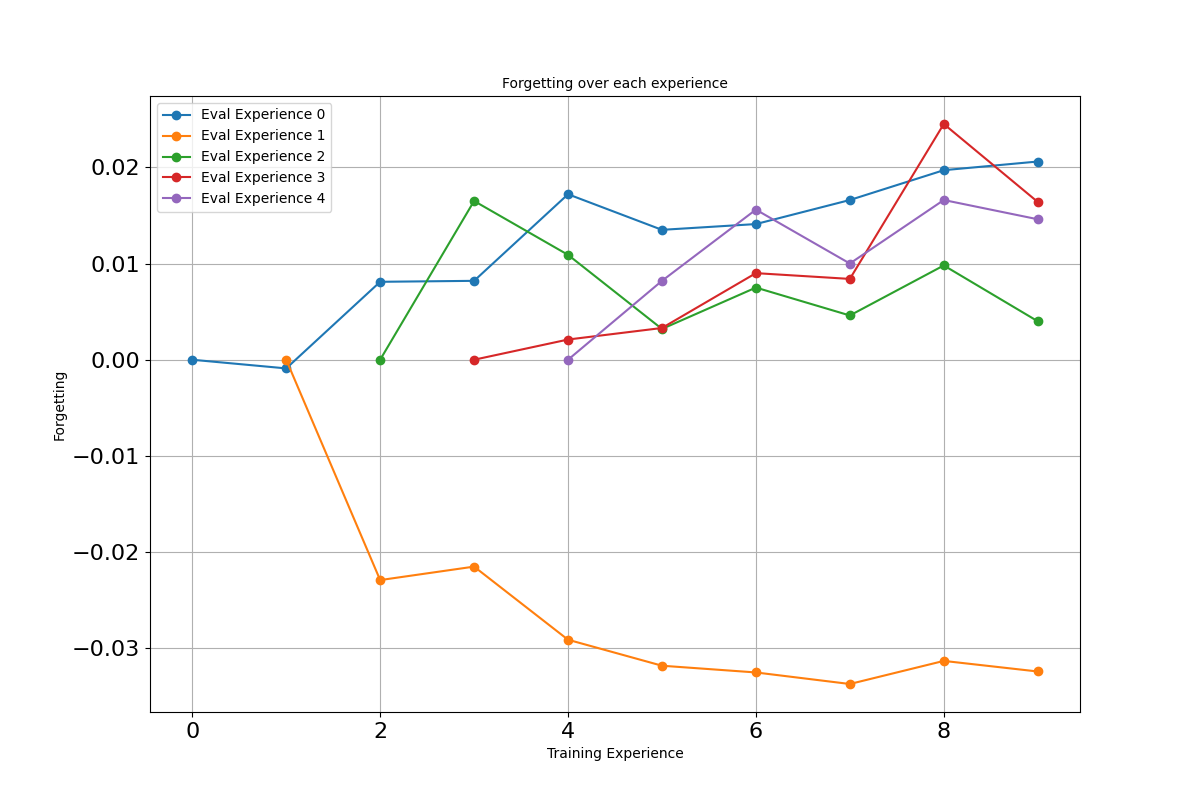 Forgetting over each experience
Eval Experience 0
Eval Experience 1
Eval Experience 2
Eval Experience 3
Eval Experience 4
0.02
0.01
0.00
−0.01
−0.02
−0.03
Forgetting
0 2 4 6 8
Training Experience